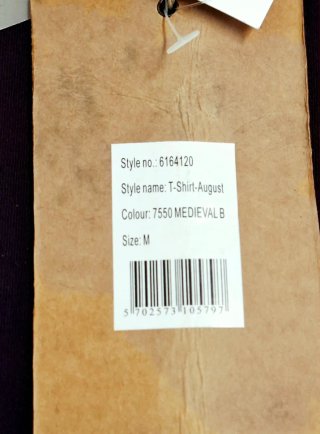 Style no.: 6164120
Style name: T-Shirt-August
Colour: 7550 MEDIEVAL B
Size: M
5 702573 105797